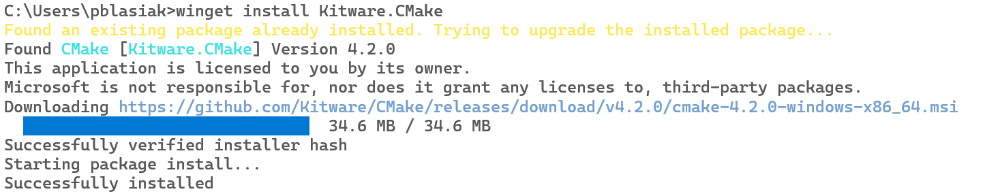 C:\Users\pblasiak>winget install Kitware.CMake
Found an existing package already installed. Trying to upgrade the installed package...
Found CMake [Kitware.CMake] Version 4.2.0
This application is licensed to you by its owner.
Microsoft is not responsible for, nor does it grant any licenses to, third-party packages.
Downloading https://github.com/Kitware/CMake/releases/download/v4.2.0/cmake-4.2.0-windows-x86_64.msi
34.6 MB / 34.6 MB
Successfully verified installer hash
Starting package install...
Successfully installed